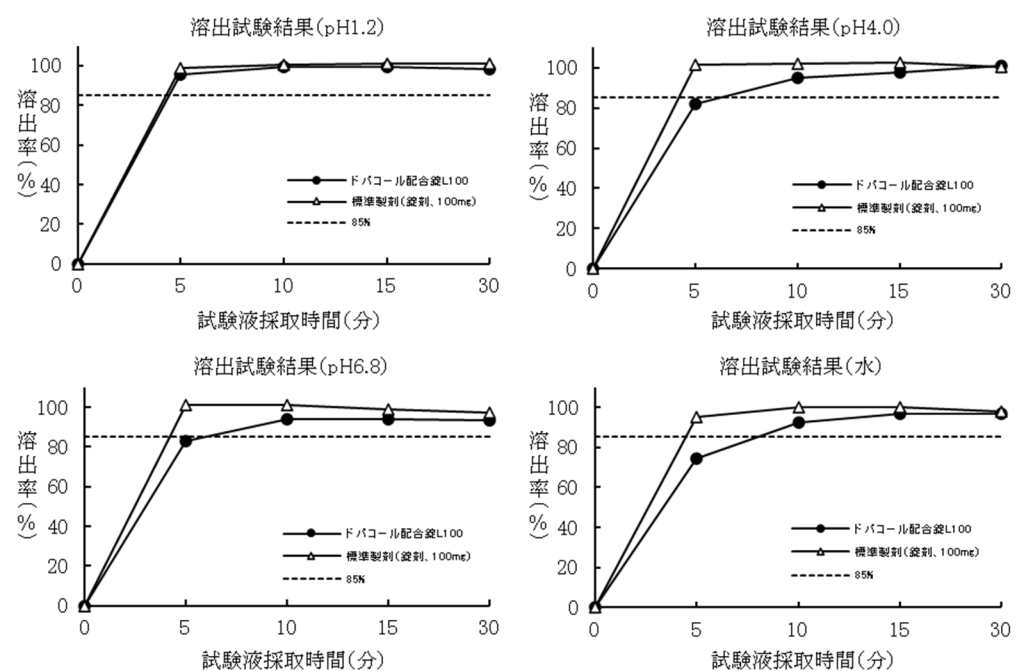 溶出試験結果(pH1.2)
溶出率(%)
100
80
60
40
20
0
ドパコール配合錠L100
標準製剤(錠剤、100mg)
85%
0 5 10 15 30
試験液採取時間(分)
溶出試験結果(pH4.0)
溶出率(%)
100
80
60
40
20
0
ドパコール配合錠L100
標準製剤(錠剤、100mg)
85%
0 5 10 15 30
試験液採取時間(分)
溶出試験結果(pH6.8)
溶出率(%)
100
80
60
40
20
0
ドパコール配合錠L100
標準製剤(錠剤、100mg)
85%
0 5 10 15 30
試験液採取時間(分)
溶出試験結果(水)
溶出率(%)
100
80
60
40
20
0
ドパコール配合錠L100
標準製剤(錠剤、100mg)
85%
0 5 10 15 30
試験液採取時間(分)